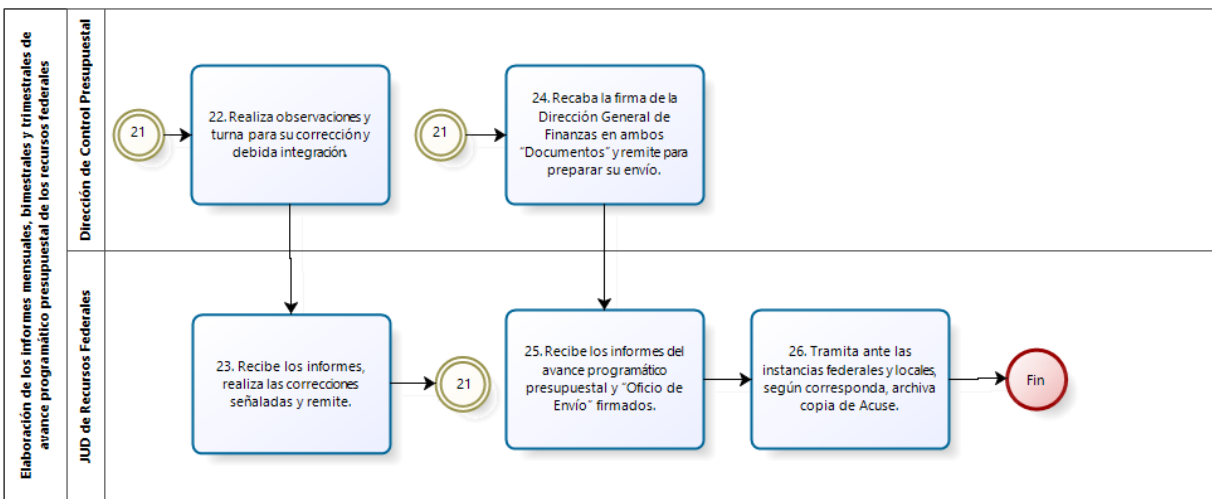 Elaboración de los informes mensuales, bimestrales y trimestrales de
avance programático presupuestal de los recursos federales
Dirección de Control Presupuestal
21
22. Realiza observaciones y
turna para su corrección y
debida integración.
21
24. Recaba la firma de la
Dirección General de
Finanzas en ambos
“Documentos” y remite para
preparar su envío.
JUD de Recursos Federales
23. Recibe los informes,
realiza las correcciones
señaladas y remite.
21
25. Recibe los informes del
avance programático
presupuestal y “Oficio de
Envío” firmados.
26. Tramita ante las
instancias federales y locales,
según corresponda, archiva
copia de Acuse.
Fin